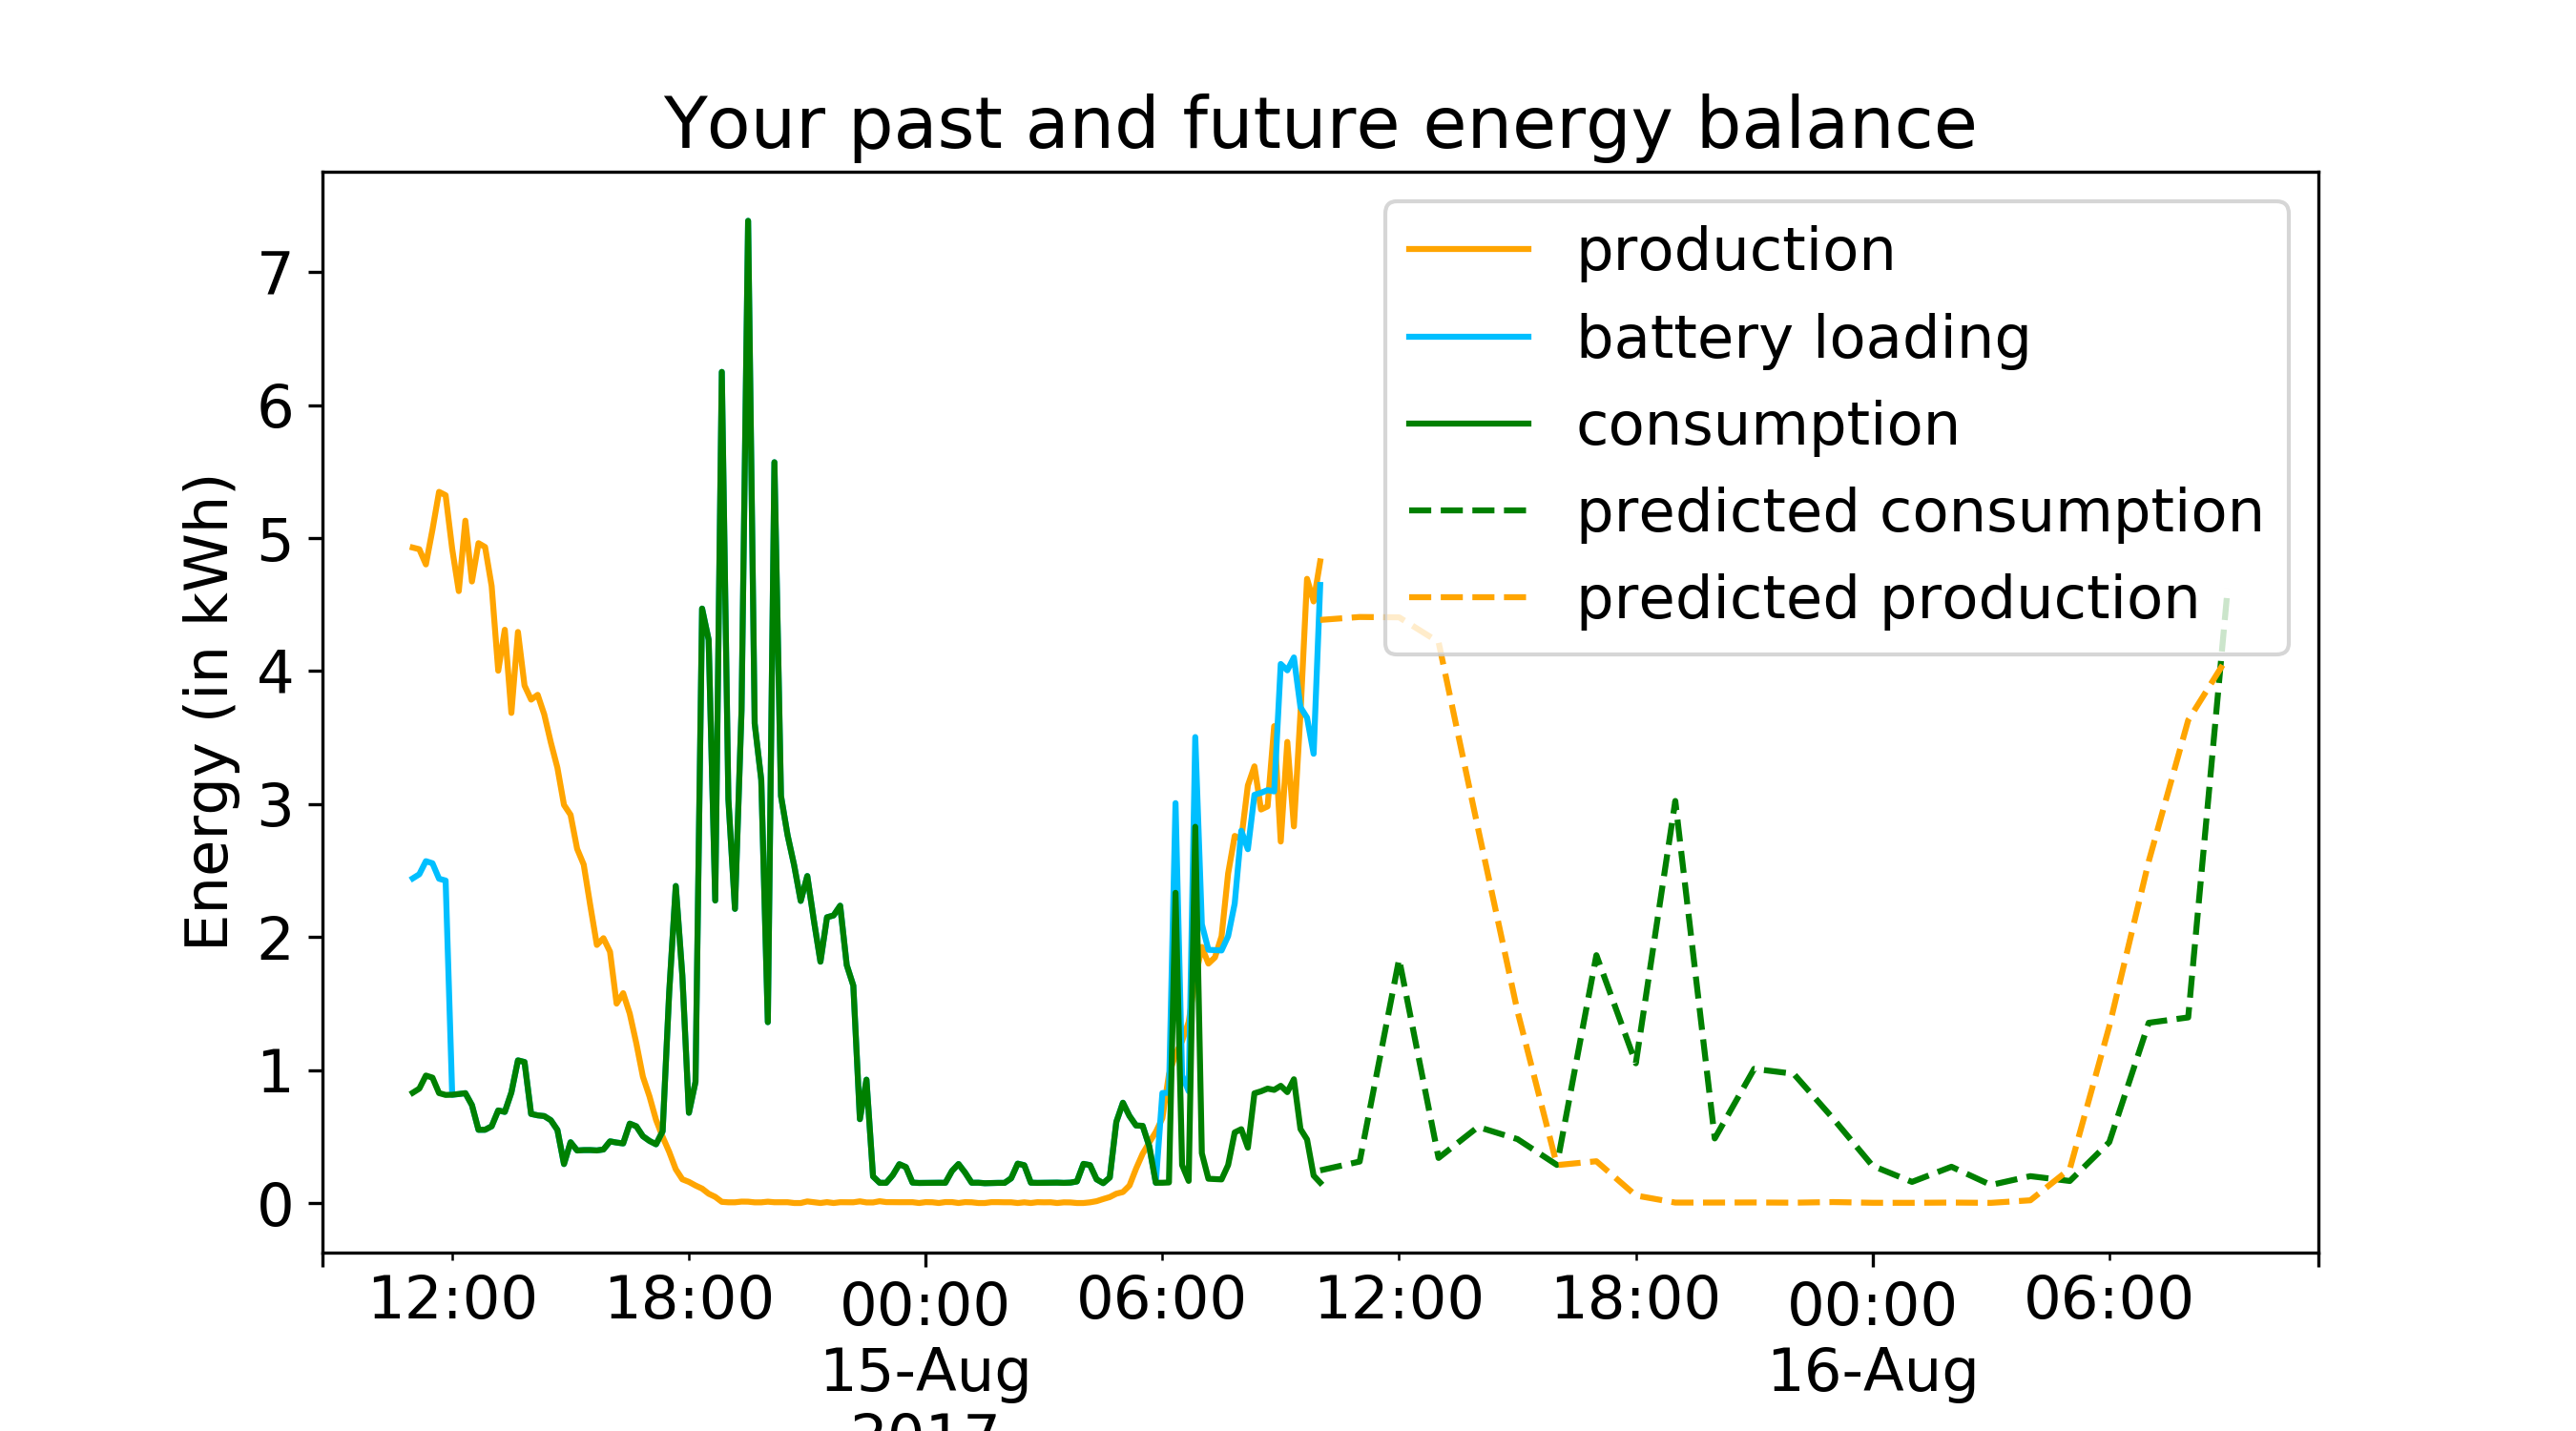 Your past and future energy balance
Energy (in kWh)
7
6
5
4
3
2
1
0
production
battery loading
consumption
predicted consumption
predicted production
12:00 18:00 00:00 06:00 12:00 18:00 00:00 06:00
15-Aug 16-Aug
2017